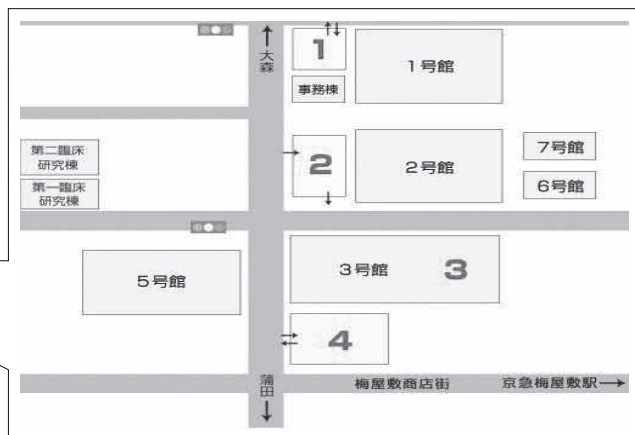 ↑
大森
1
↑↓
1号館
事務棟
第二臨床
研究棟
第一臨床
研究棟
→
2
↓
2号館
7号館
6号館
5号館
3号館
3
→
←
4
蒲田
↓
梅屋敷商店街
京急梅屋敷駅→